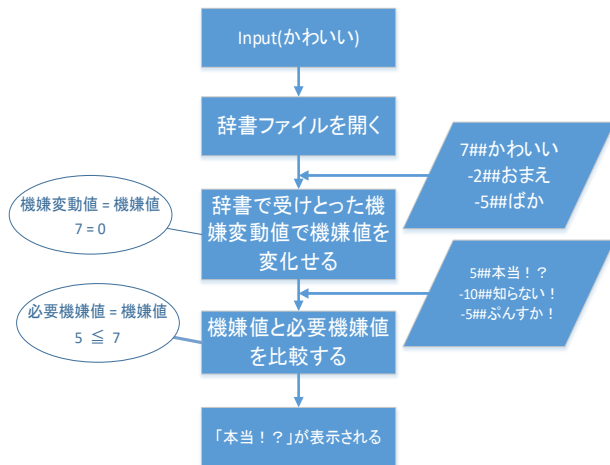 Input(かわいい)
辞書ファイルを開く
7##かわいい
-2##おまえ
-5##ばか
機嫌変動値 = 機嫌値
7 = 0
辞書で受けとった機
嫌変動値で機嫌値を
変化せる
5##本当！？
-10##知らない！
-5##ぷんすか！
必要機嫌値 = 機嫌値
5 ≦ 7
機嫌値と必要機嫌値
を比較する
「本当！？」が表示される